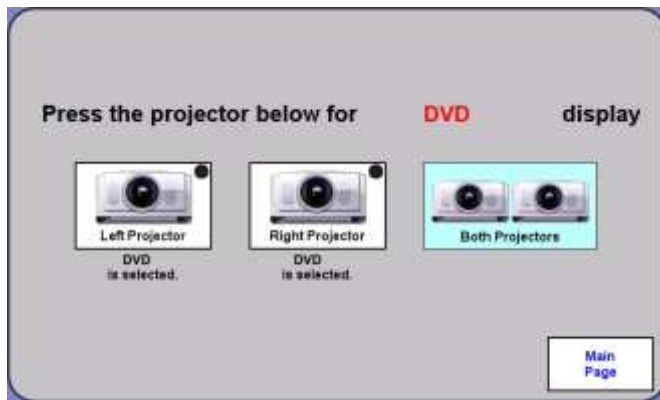 Press the projector below for DVD display
Left Projector
Right Projector
Both Projectors
DVD
is selected.
DVD
is selected.
Main
Page